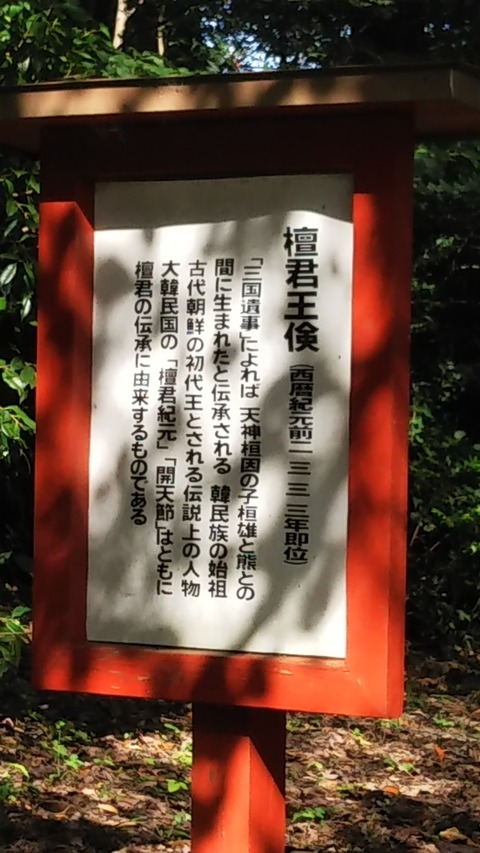 檀君王倹(西暦紀元前二三三三年即位)
「三国遺事」によれば 天神桓因の子桓雄と熊との
間に生まれたと伝承される 韓民族の始祖
古代朝鮮の初代王とされる伝説上の人物
大韓民国の「檀君紀元」「開天節」はともに
檀君の伝承に由来するものである